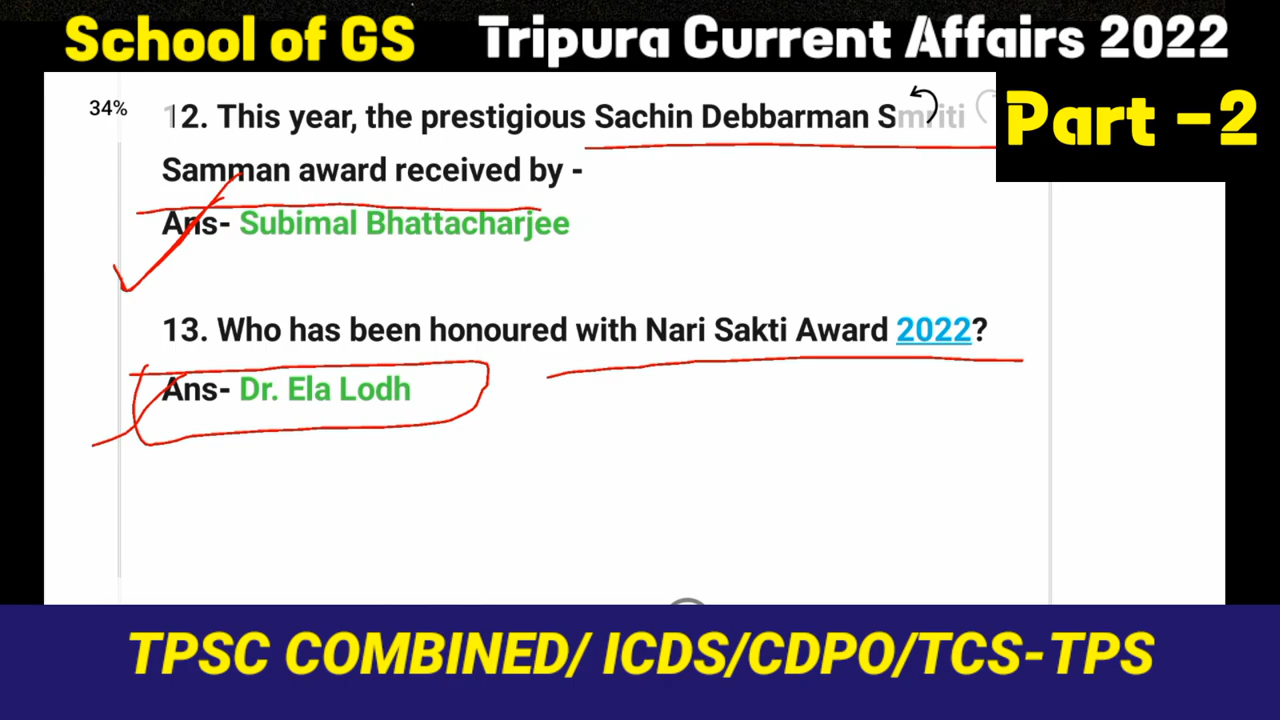 School of GS Tripura Current Affairs 2022
Part -2
34%
12. This year, the prestigious Sachin Debbarman Smriti
Samman award received by -
Ans- Subimal Bhattacharjee
13. Who has been honoured with Nari Sakti Award 2022?
Ans- Dr. Ela Lodh
TPSC COMBINED/ ICDS/CDPO/TCS-TPS